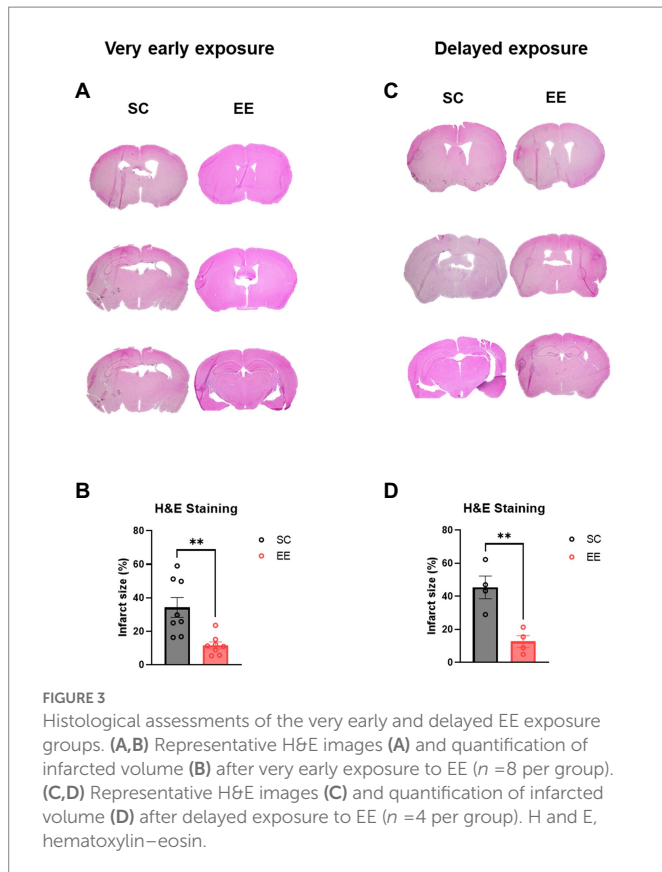 Very early exposure
Delayed exposure
A
SC
EE
C
SC
EE
B
H&E Staining
Infarct size (%)
80
60
40
20
0
**
SC
EE
D
H&E Staining
Infarct size (%)
80
60
40
20
0
**
SC
EE
FIGURE 3
Histological assessments of the very early and delayed EE exposure
groups. (A,B) Representative H&E images (A) and quantification of
infarcted volume (B) after very early exposure to EE (n =8 per group).
(C,D) Representative H&E images (C) and quantification of infarcted
volume (D) after delayed exposure to EE (n =4 per group). H and E,
hematoxylin–eosin.